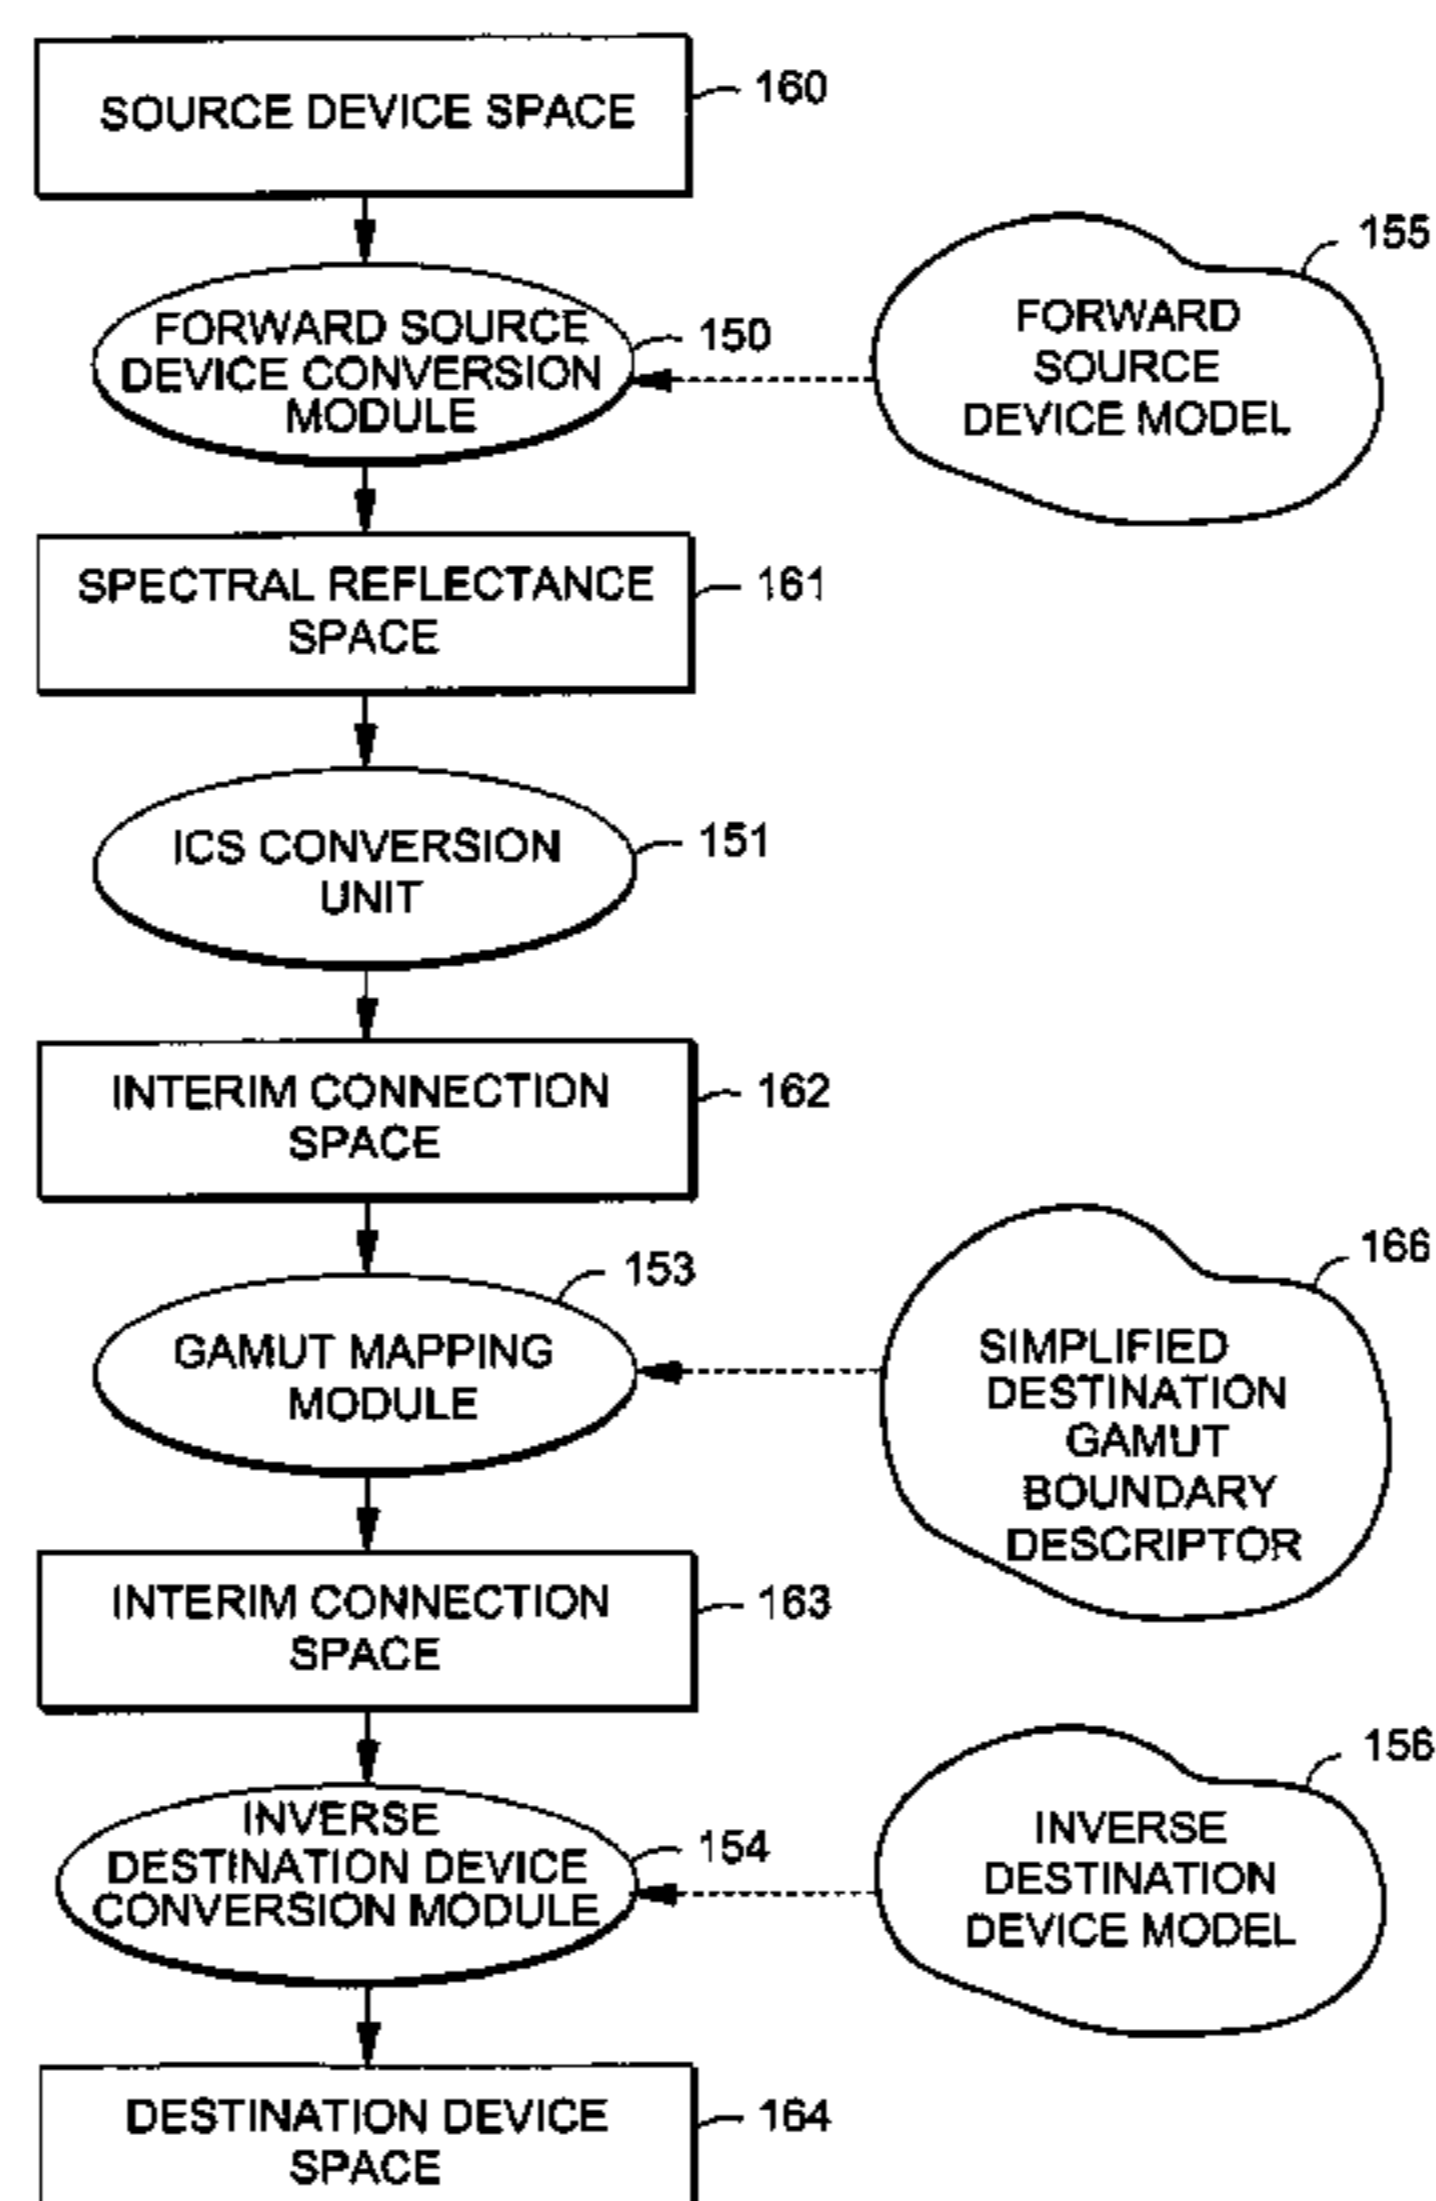 SOURCE DEVICE SPACE
160
FORWARD SOURCE
DEVICE CONVERSION
MODULE
150
FORWARD
SOURCE
DEVICE MODEL
155
SPECTRAL REFLECTANCE
SPACE
161
ICS CONVERSION
UNIT
151
INTERIM CONNECTION
SPACE
162
GAMUT MAPPING
MODULE
153
SIMPLIFIED
DESTINATION
GAMUT
BOUNDARY
DESCRIPTOR
166
INTERIM CONNECTION
SPACE
163
INVERSE
DESTINATION DEVICE
CONVERSION MODULE
154
INVERSE
DESTINATION
DEVICE MODEL
156
DESTINATION DEVICE
SPACE
164